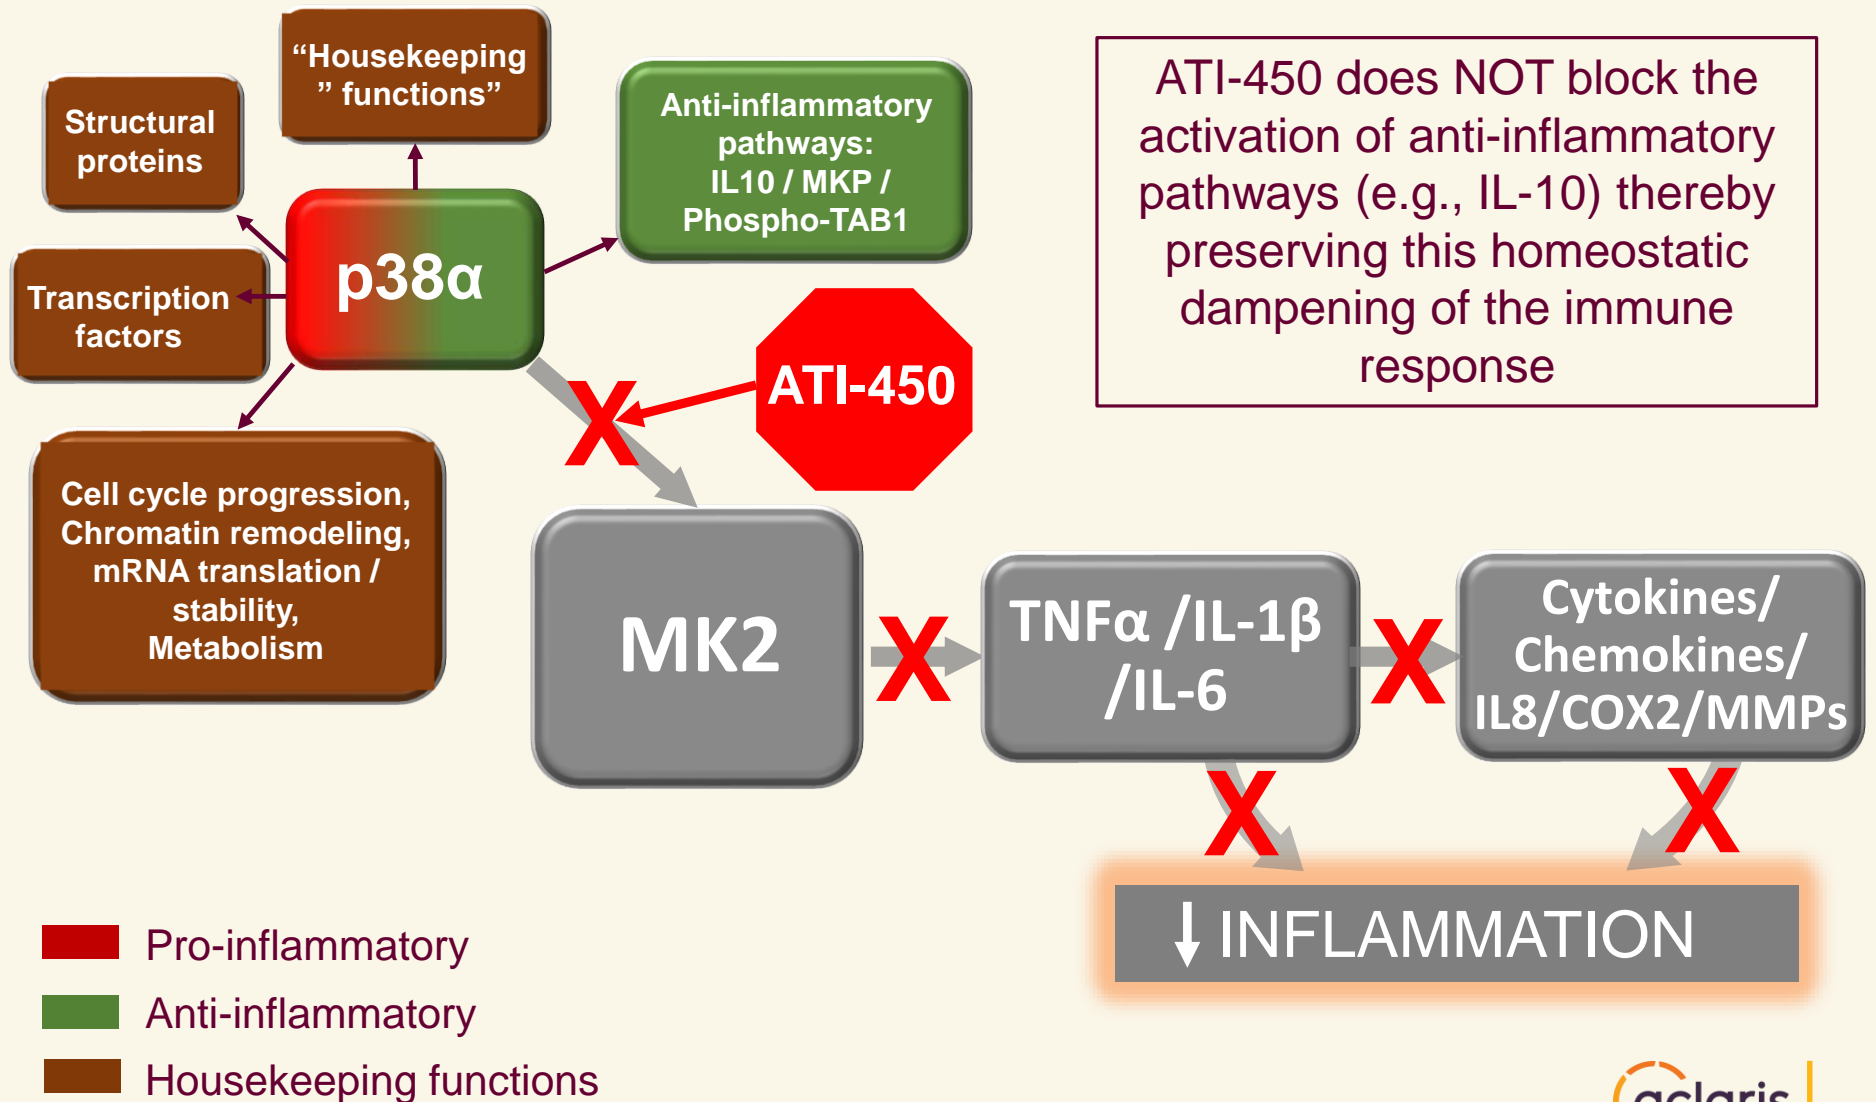 “Housekeeping
” functions”
Structural
proteins
Anti-inflammatory
pathways:
IL10 / MKP /
Phospho-TAB1
ATI-450 does NOT block the
activation of anti-inflammatory
pathways (e.g., IL-10) thereby
preserving this homeostatic
dampening of the immune
response
p38α
Transcription
factors
ATI-450
X
Cell cycle progression,
Chromatin remodeling,
mRNA translation /
stability,
Metabolism
MK2
X
TNFα /IL-1β
/IL-6
X
Cytokines/
Chemokines/
IL8/COX2/MMPs
X
X
↓ INFLAMMATION
Pro-inflammatory
Anti-inflammatory
Housekeeping functions
aclaris